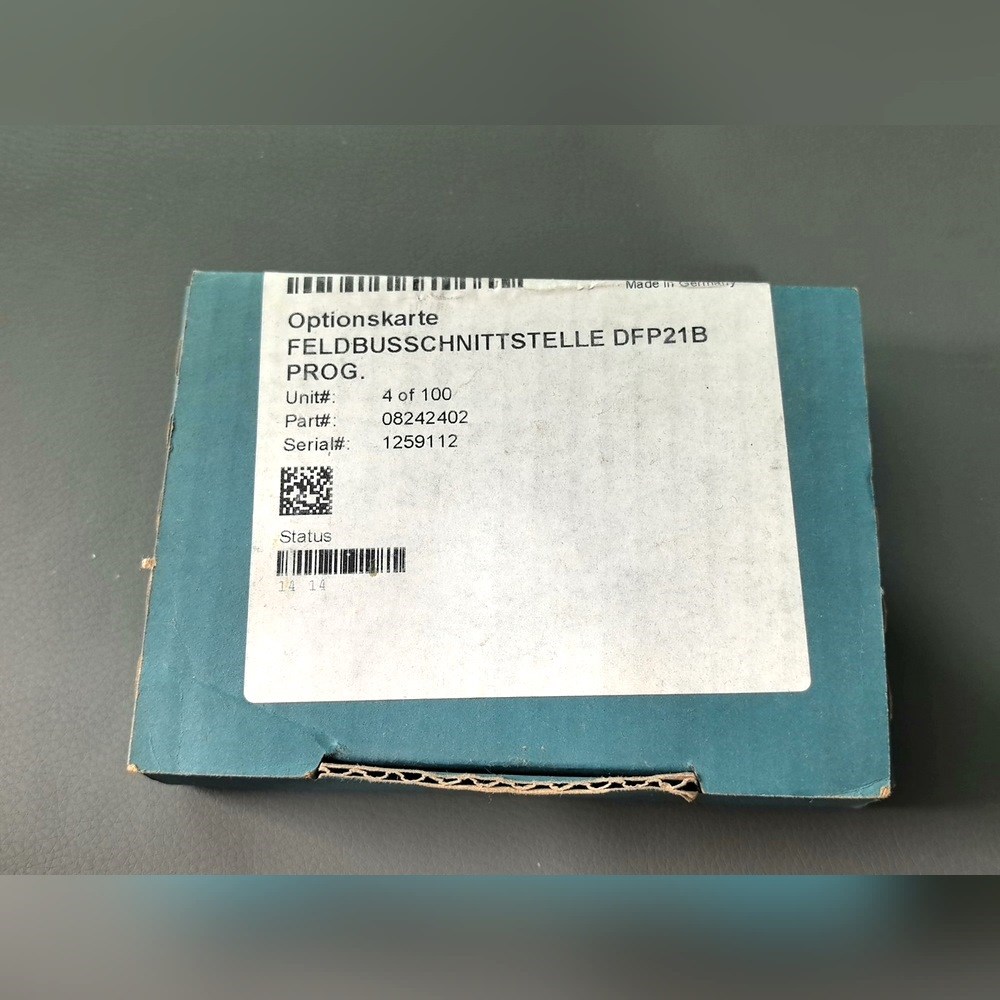 Made in Germany
Optionskarte
FELDBUSSCHNITTSTELLE DFP21B
PROG.
Unit#: 4 of 100
Part#: 08242402
Serial#: 1259112
Status
14 14